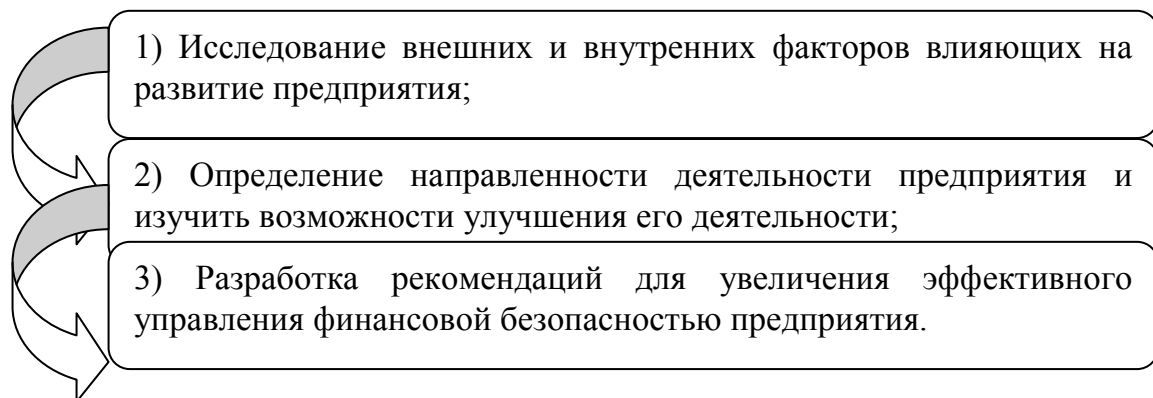 1) Исследование внешних и внутренних факторов влияющих на
развитие предприятия;
2) Определение направленности деятельности предприятия и
изучить возможности улучшения его деятельности;
3) Разработка рекомендаций для увеличения эффективного
управления финансовой безопасностью предприятия.